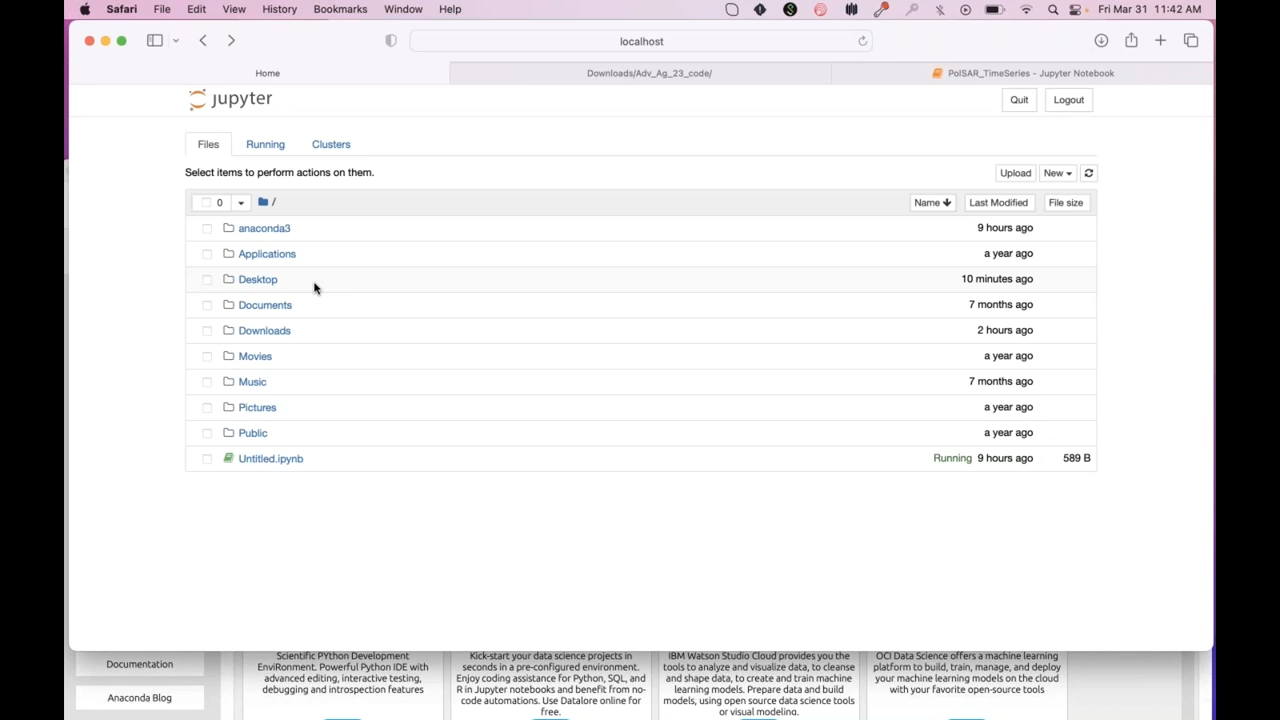 Safari File Edit View History Bookmarks Window Help Fri Mar 31 11:42 AM
localhost
Home Downloads/Adv_Ag_23_code/ PolSAR_TimeSeries - Jupyter Notebook
jupyter Quit Logout
Files Running Clusters
Select items to perform actions on them. Upload New
0 / Name Last Modified File size
anaconda3 9 hours ago
Applications a year ago
Desktop 10 minutes ago
Documents 7 months ago
Downloads 2 hours ago
Movies a year ago
Music 7 months ago
Pictures a year ago
Public a year ago
Untitled.ipynb Running 9 hours ago 589 B
Documentation
Anaconda Blog
Scientific PYthon Development
EnviRonment. Powerful Python IDE with
advanced editing, interactive testing,
debugging and introspection features
Kick-start your data science projects in
seconds in a pre-configured environment.
Enjoy coding assistance for Python, SQL, and
R in Jupyter notebooks and benefit from no-
code automations. Use Datalore online for
free.
IBM Watson Studio Cloud provides you the
tools to analyze and visualize data, to cleanse
and shape data, to create and train machine
learning models. Prepare data and build
models, using open source data science tools
or visual modeling.
OCI Data Science offers a machine learning
platform to build, train, manage, and deploy
your machine learning models on the cloud
with your favorite open-source tools